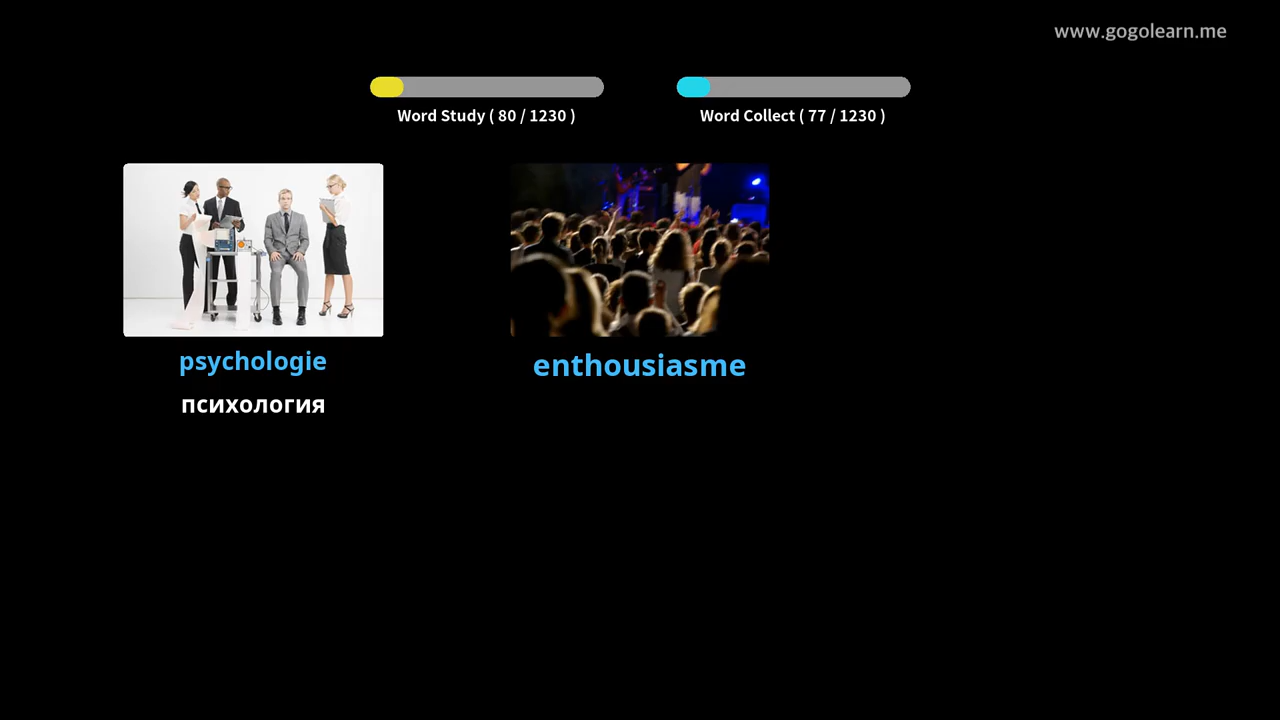 www.gogolearn.me
Word Study ( 80 / 1230 )
Word Collect ( 77 / 1230 )
psychologie
enthousiasme
психология